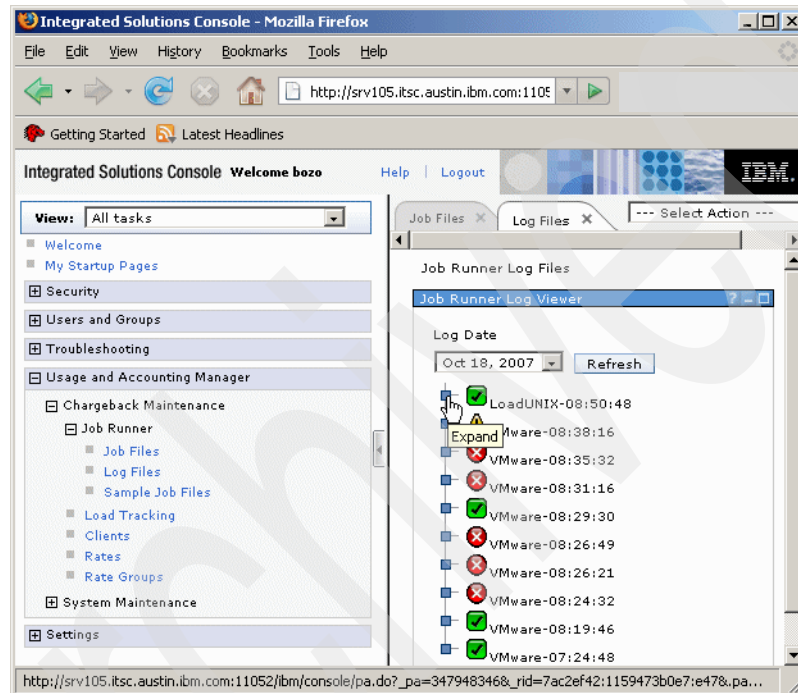 Integrated Solutions Console - Mozilla Firefox
File Edit View History Bookmarks Tools Help
http://srv105.itsc.austin.ibm.com:1105
Getting Started Latest Headlines
Integrated Solutions Console Welcome bozo Help | Logout IBM.
View: All tasks
Welcome
My Startup Pages
Security
Users and Groups
Troubleshooting
Usage and Accounting Manager
Chargeback Maintenance
Job Runner
Job Files
Log Files
Sample Job Files
Load Tracking
Clients
Rates
Rate Groups
System Maintenance
Settings
Job Files Log Files --- Select Action ---
Job Runner Log Files
Job Runner Log Viewer
Log Date
Oct 18, 2007 Refresh
LoadUNIX-08:50:48
Expand
VMware-08:38:16
VMware-08:35:32
VMware-08:31:16
VMware-08:29:30
VMware-08:26:49
VMware-08:26:21
VMware-08:24:32
VMware-08:19:46
VMware-07:24:48
http://srv105.itsc.austin.ibm.com:11052/ibm/console/pa.do?_pa=347948346&_rid=7ac2ef42:1159473b0e7:e47&.pa...